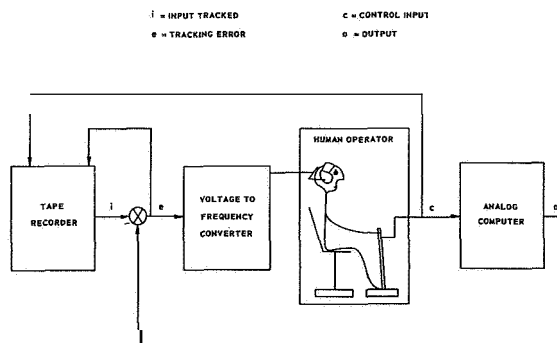 i = INPUT TRACKED
c = CONTROL INPUT
e = TRACKING ERROR
o = OUTPUT
HUMAN OPERATOR
TAPE
RECORDER
i
e
VOLTAGE TO
FREQUENCY
CONVERTER
c
ANALOG
COMPUTER
o